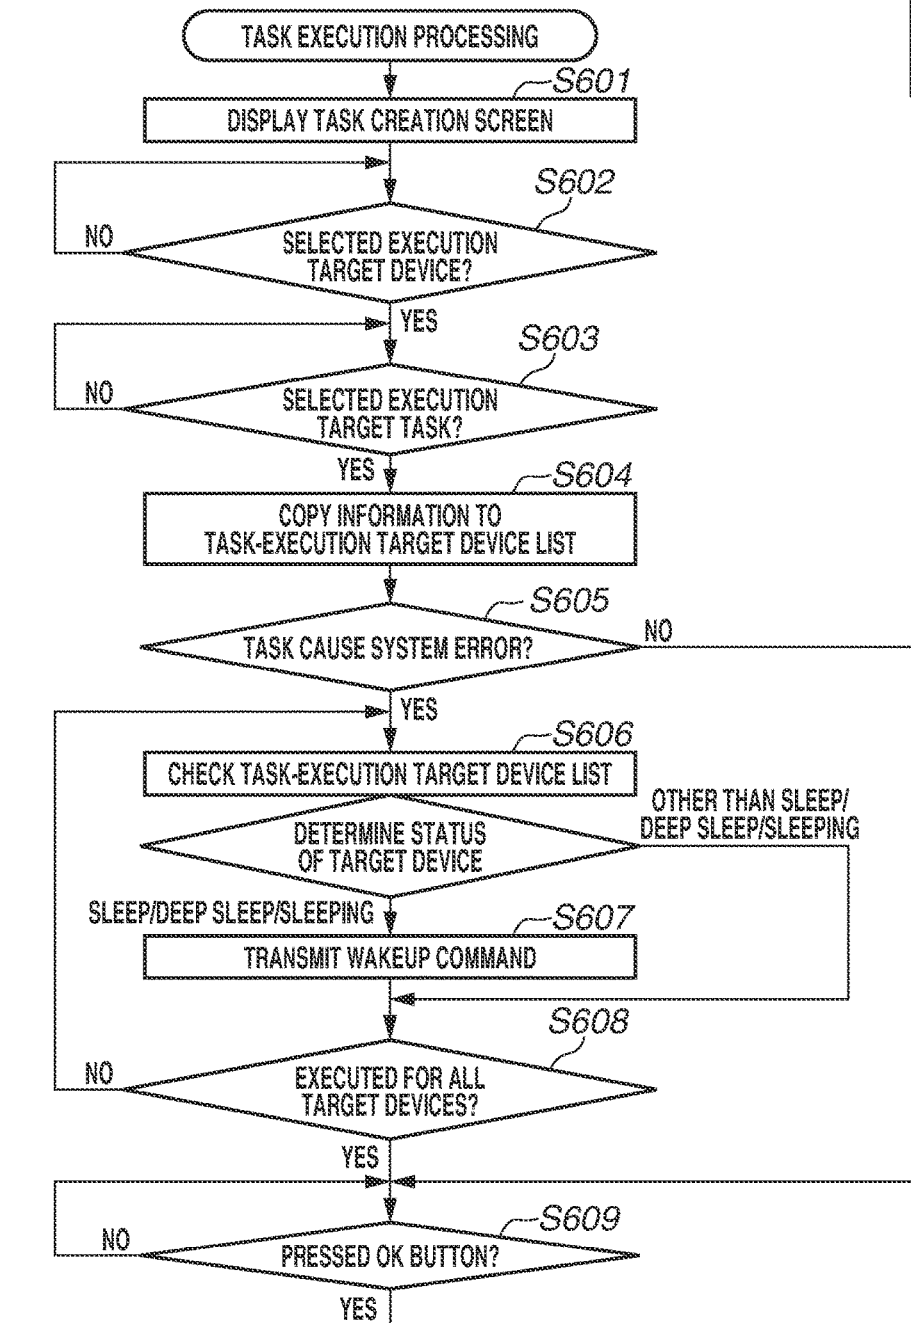 TASK EXECUTION PROCESSING
S601
DISPLAY TASK CREATION SCREEN
S602
NO
SELECTED EXECUTION
TARGET DEVICE?
YES
S603
NO
SELECTED EXECUTION
TARGET TASK?
YES
S604
COPY INFORMATION TO
TASK-EXECUTION TARGET DEVICE LIST
S605
TASK CAUSE SYSTEM ERROR?
NO
YES
S606
CHECK TASK-EXECUTION TARGET DEVICE LIST
OTHER THAN SLEEP/
DEEP SLEEP/SLEEPING
DETERMINE STATUS
OF TARGET DEVICE
SLEEP/DEEP SLEEP/SLEEPING
S607
TRANSMIT WAKEUP COMMAND
S608
NO
EXECUTED FOR ALL
TARGET DEVICES?
YES
S609
NO
PRESSED OK BUTTON?
YES